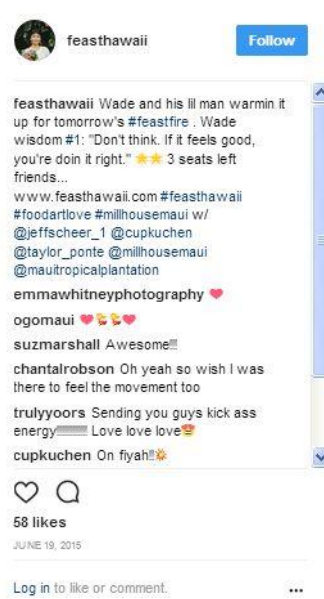 feasthawaii
Follow
feasthawaii Wade and his lil man warmin it
up for tomorrow's #feastfire . Wade
wisdom #1: "Don't think. If it feels good,
you're doin it right." ⭐⭐ 3 seats left
friends...
www.feasthawaii.com #feasthawaii
#foodartlove #millhousemaui w/
@jeffscheer_1 @cupkuchen
@taylor_ponte @millhousemaui
@mauitropicalplantation
emmawhitneyphotography
ogomaui
suzmarshall Awesome!!!
chantalrobson Oh yeah so wish I was
there to feel the movement too
trulyyoors Sending you guys kick ass
energy!!!!!!!!!!! Love love love😍
cupkuchen On fiyah!!
58 likes
JUNE 19, 2015
Log in to like or comment.